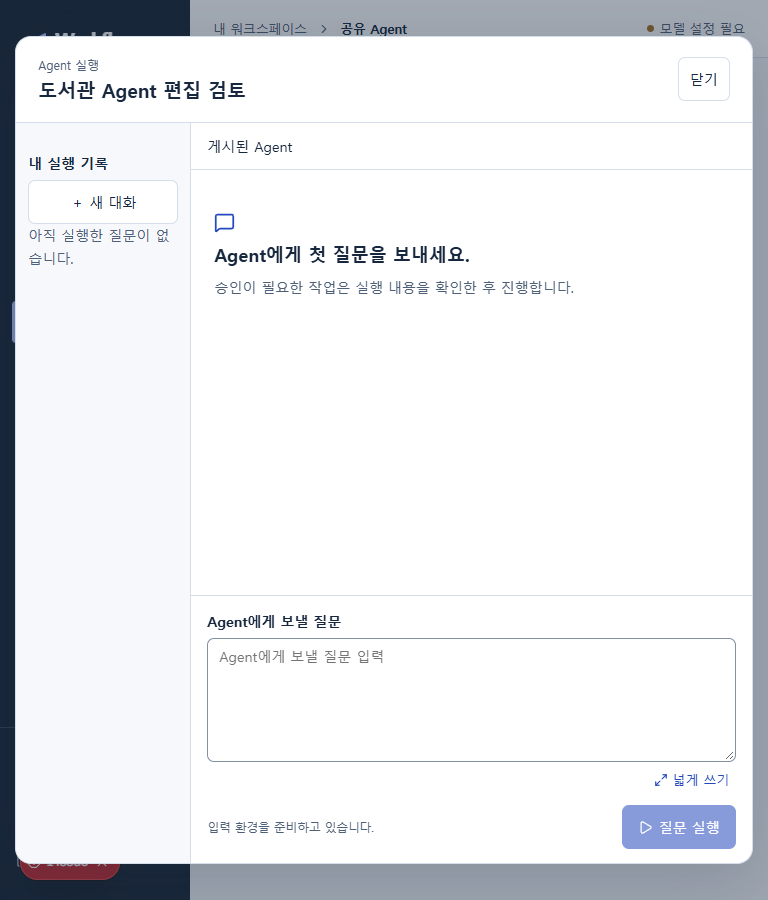 내 워크스페이스 > 공유 Agent
모델 설정 필요
Agent 실행
도서관 Agent 편집 검토
닫기
내 실행 기록
+ 새 대화
아직 실행한 질문이 없
습니다.
게시된 Agent
Agent에게 첫 질문을 보내세요.
승인이 필요한 작업은 실행 내용을 확인한 후 진행합니다.
Agent에게 보낼 질문
Agent에게 보낼 질문 입력
넓게 쓰기
입력 환경을 준비하고 있습니다.
질문 실행